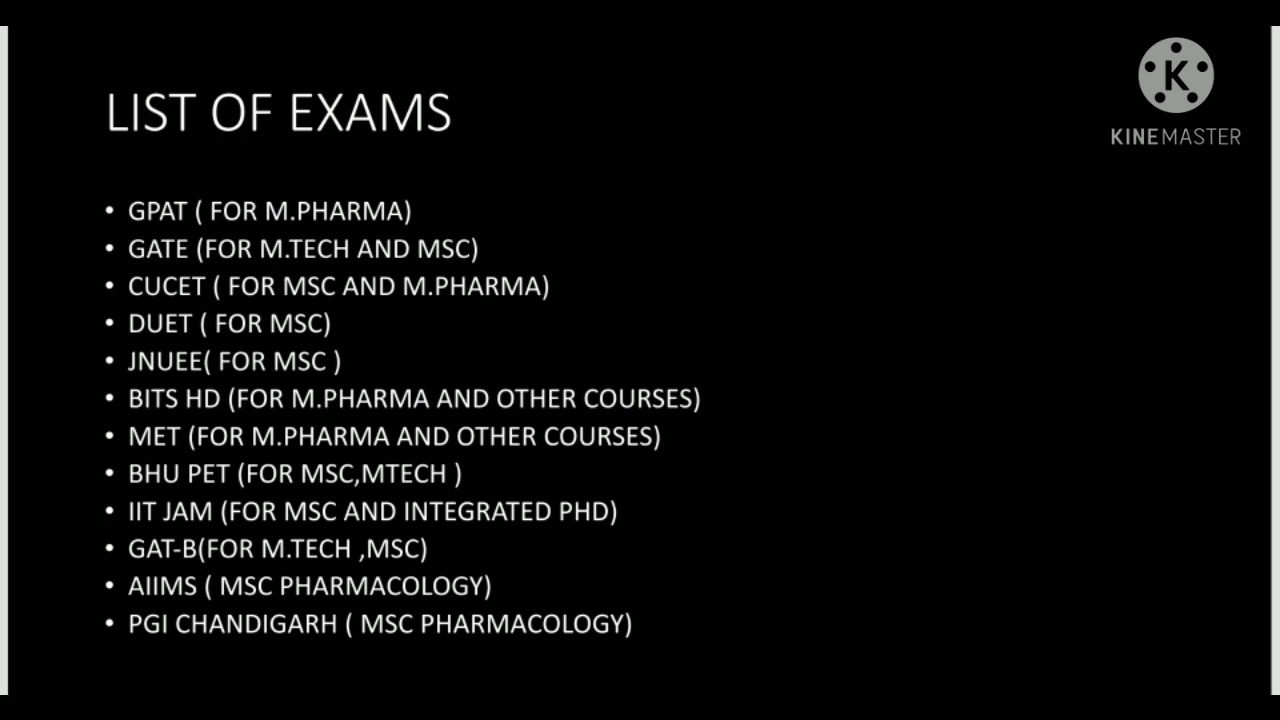 K
KINEMASTER
LIST OF EXAMS
• GPAT ( FOR M.PHARMA)
• GATE (FOR M.TECH AND MSC)
• CUCET ( FOR MSC AND M.PHARMA)
• DUET ( FOR MSC)
• JNUEE( FOR MSC )
• BITS HD (FOR M.PHARMA AND OTHER COURSES)
• MET (FOR M.PHARMA AND OTHER COURSES)
• BHU PET (FOR MSC,MTECH )
• IIT JAM (FOR MSC AND INTEGRATED PHD)
• GAT-B(FOR M.TECH ,MSC)
• AIIMS ( MSC PHARMACOLOGY)
• PGI CHANDIGARH ( MSC PHARMACOLOGY)